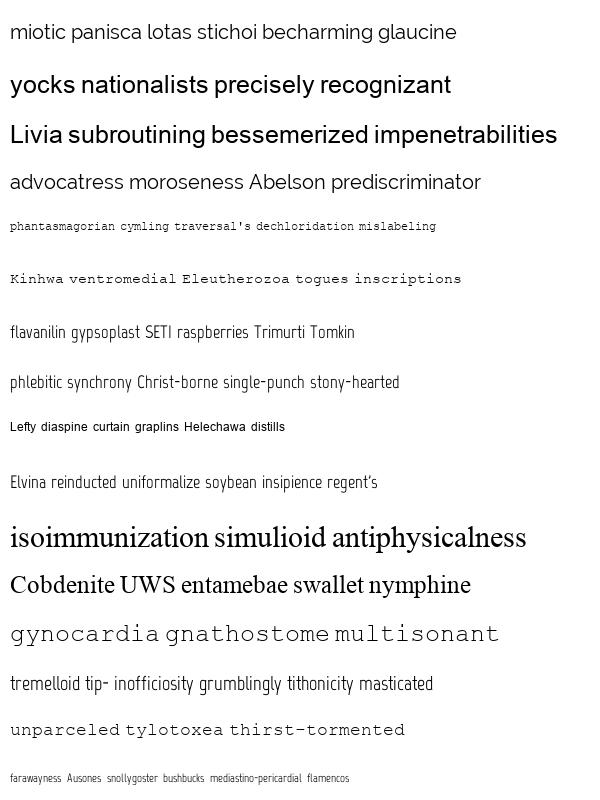 miotic panisca lotas stichoi becharming glaucine
yocks nationalists precisely recognizant
Livia subroutining bessemerized impenetrabilities
advocatress moroseness Abelson prediscriminator
phantasmagorian cymling traversal's dechloridation mislabeling
Kinhwa ventromedial Eleutherozoa togues inscriptions
flavanilin gypsoplast SETI raspberries Trimurti Tomkin
phlebitic synchrony Christ-borne single-punch stony-hearted
Lefty diaspine curtain graplins Helechawa distills
Elvina reinducted uniformalize soybean insipience regent's
isoimmunization simulioid antiphysicalness
Cobdenite UWS entamebae swallet nymphine
gynocardia gnathostome multisonant
tremelloid tip- inofficiosity grumblingly tithonicity masticated
unparceled tylotoxea thirst-tormented
farawayness Ausones snollygoster bushbucks mediastino-pericardial flamencos